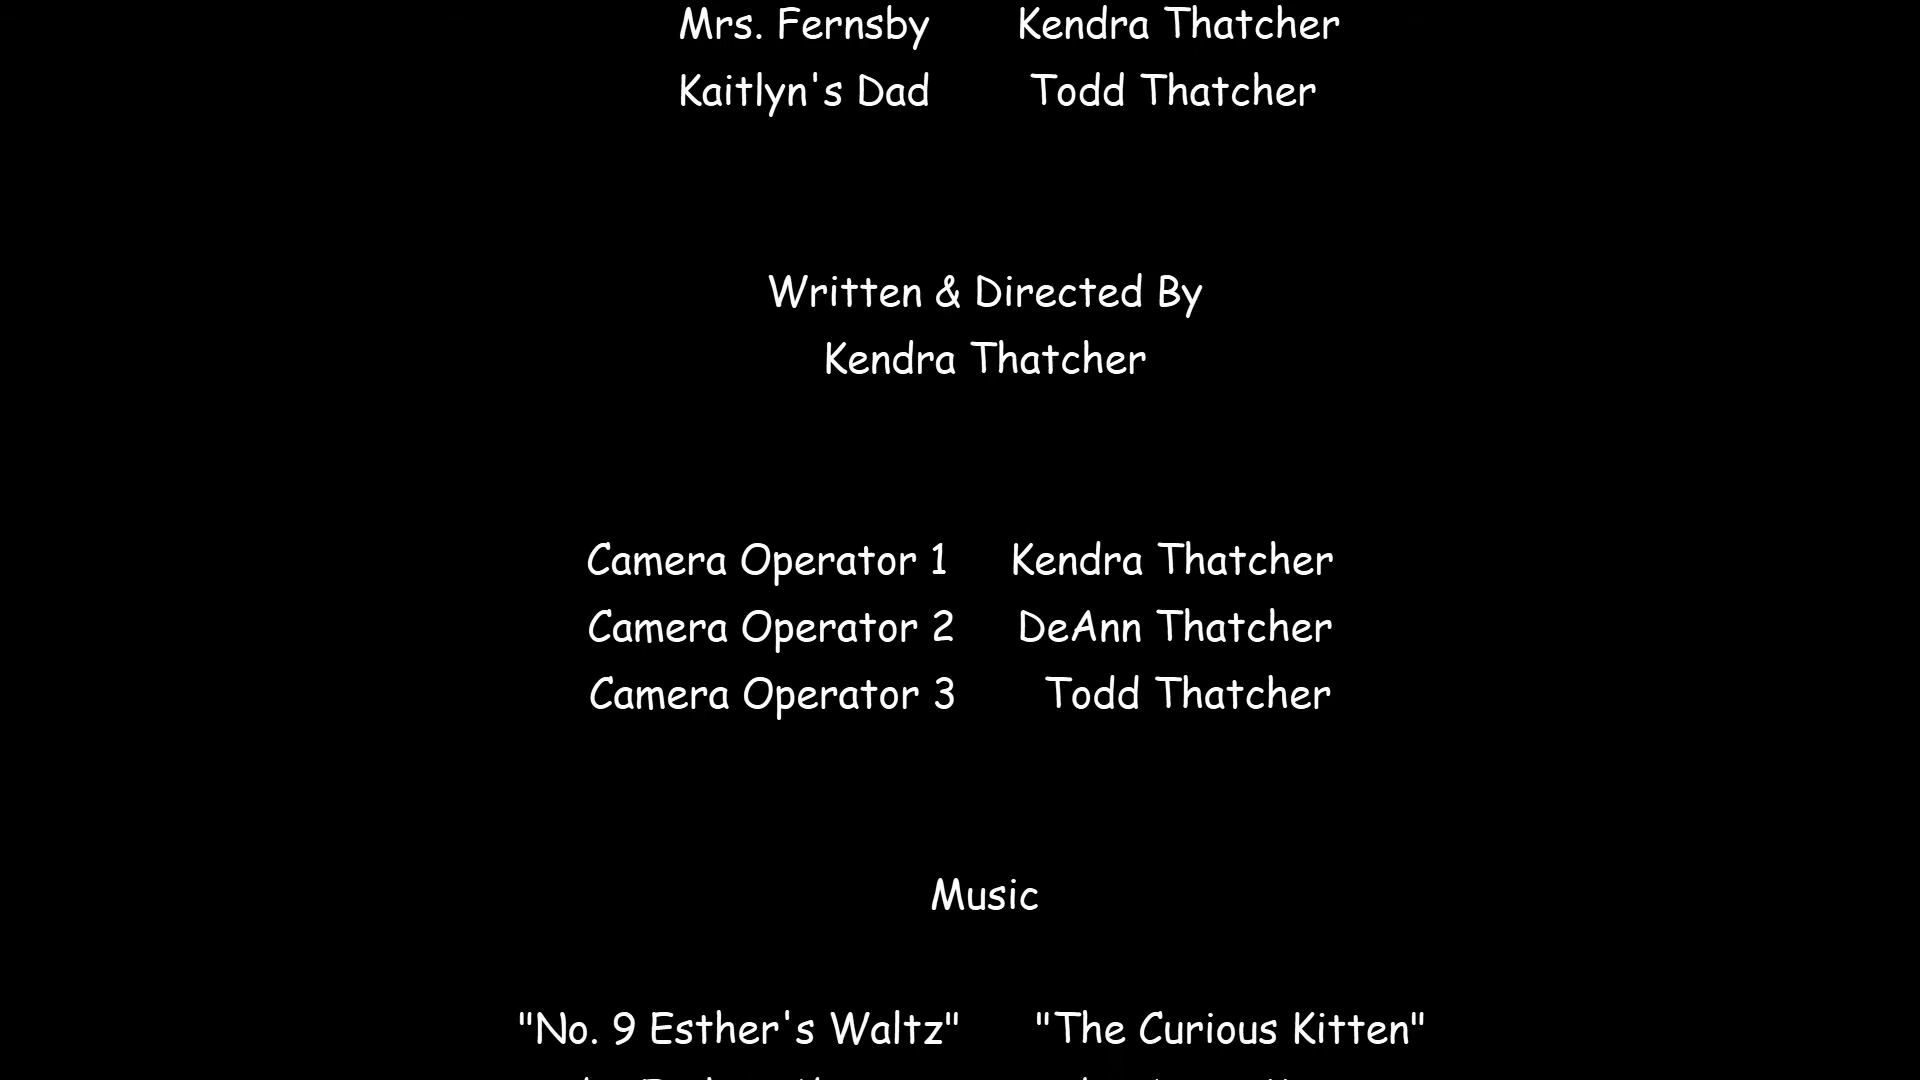 Mrs. Fernsby Kendra Thatcher
Kaitlyn's Dad Todd Thatcher
Written & Directed By
Kendra Thatcher
Camera Operator 1 Kendra Thatcher
Camera Operator 2 DeAnn Thatcher
Camera Operator 3 Todd Thatcher
Music
"No. 9 Esther's Waltz" "The Curious Kitten"